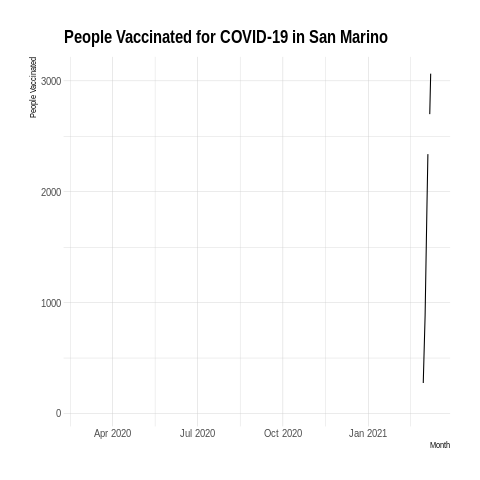 People Vaccinated for COVID-19 in San Marino
People Vaccinated
3000
2000
1000
0
Apr 2020
Jul 2020
Oct 2020
Jan 2021
Month